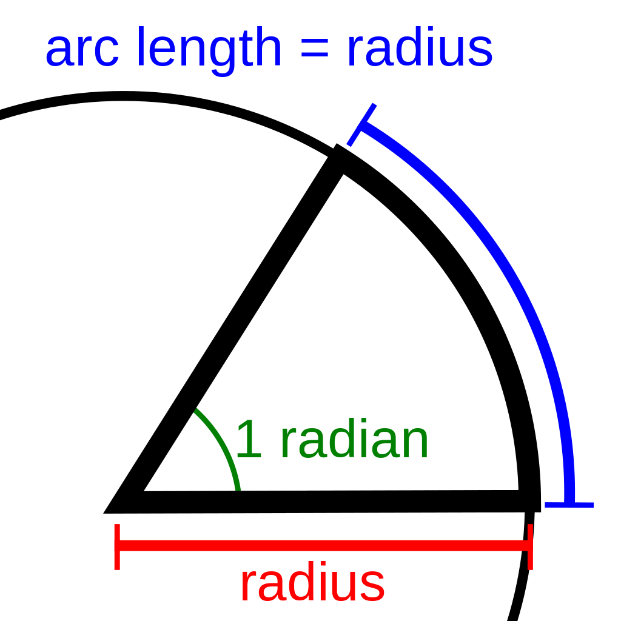 arc length = radius
1 radian
radius